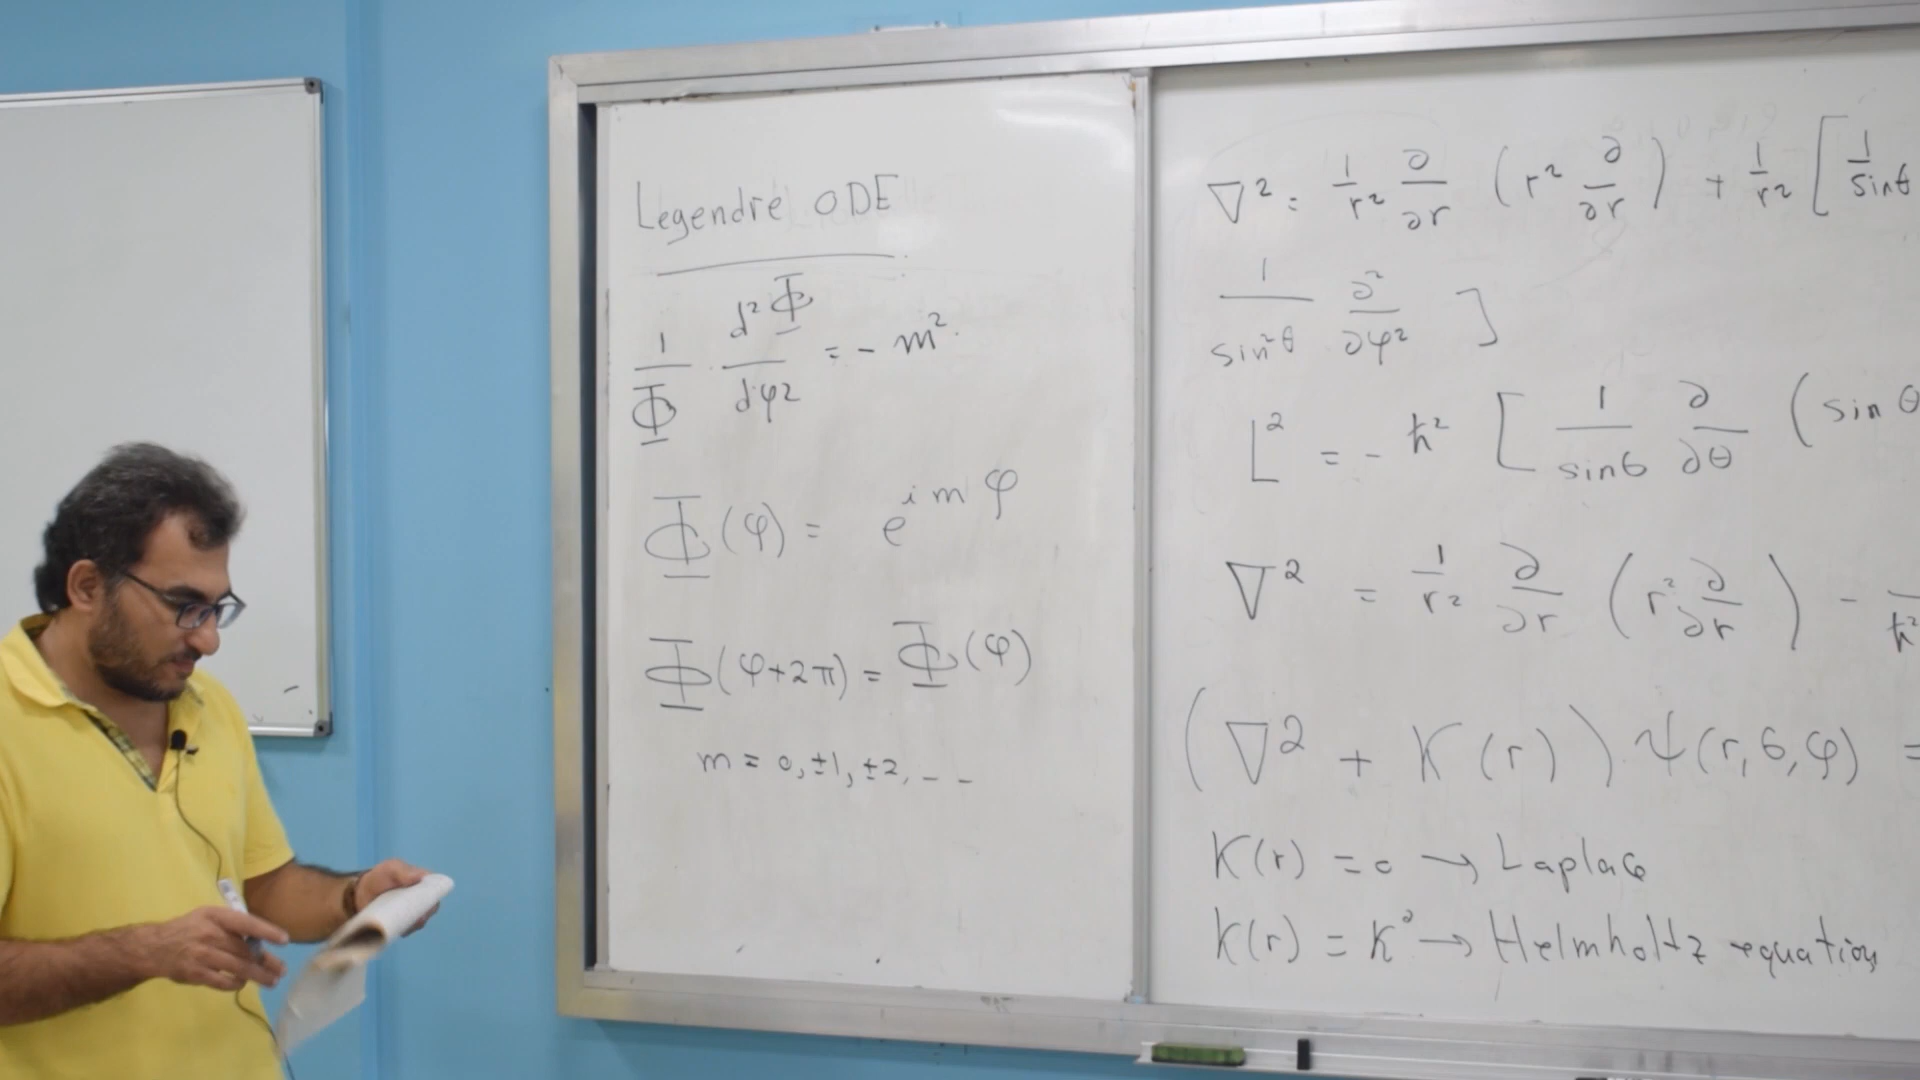 Legendre ODE
1/Φ · d²Φ/dφ² = - m²
Φ(φ) = e^{imφ}
Φ(φ+2π) = Φ(φ)
m = 0, ±1, ±2, - -
∇² = 1/r² ∂/∂r (r² ∂/∂r) + 1/r² [ 1/sinθ
1/sin²θ ∂²/∂φ² ]
L² = - ħ² [ 1/sinθ ∂/∂θ (sin θ
∇² = 1/r² ∂/∂r (r² ∂/∂r) - /ħ²
(∇² + K(r)) ψ(r,θ,φ) =
K(r) = 0 → Laplace
K(r) = K² → Helmholtz equation